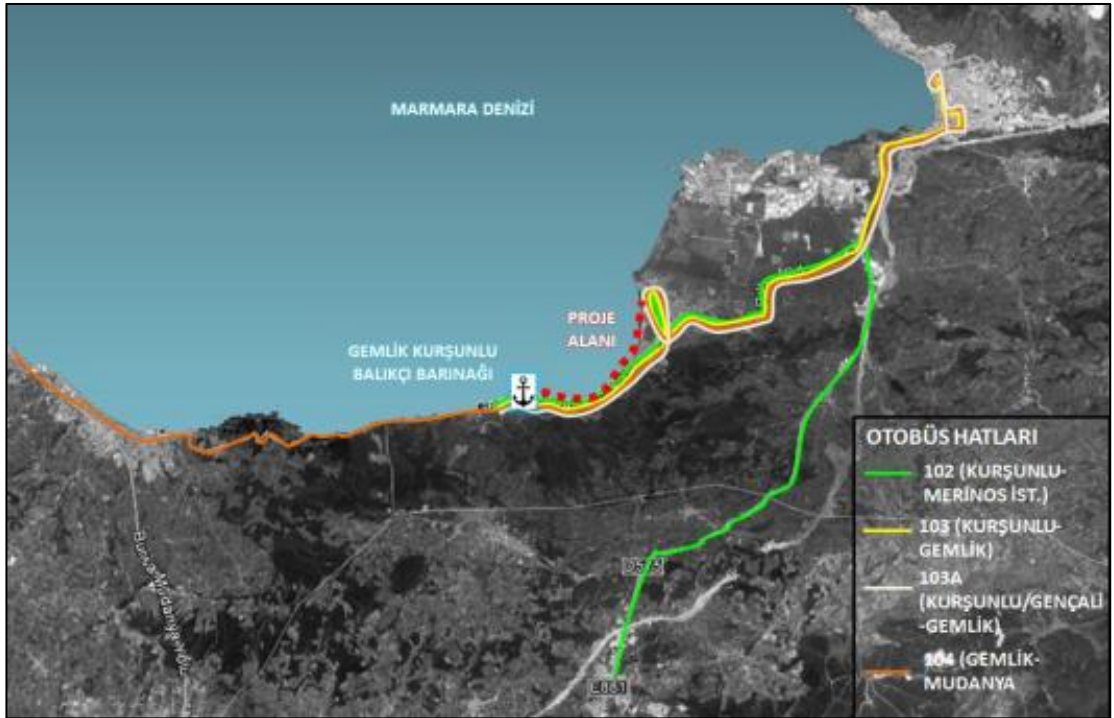 MARMARA DENİZİ
PROJE
ALANI
GEMLİK KURŞUNLU
BALIKÇI BARINAĞI
OTOBÜS HATLARI
102 (KURŞUNLU-
MERİNOS İST.)
103 (KURŞUNLU-
GEMLİK)
103A
(KURŞUNLU/GENÇALİ
-GEMLİK)
104 (GEMLİK-
MUDANYA
D575
E881